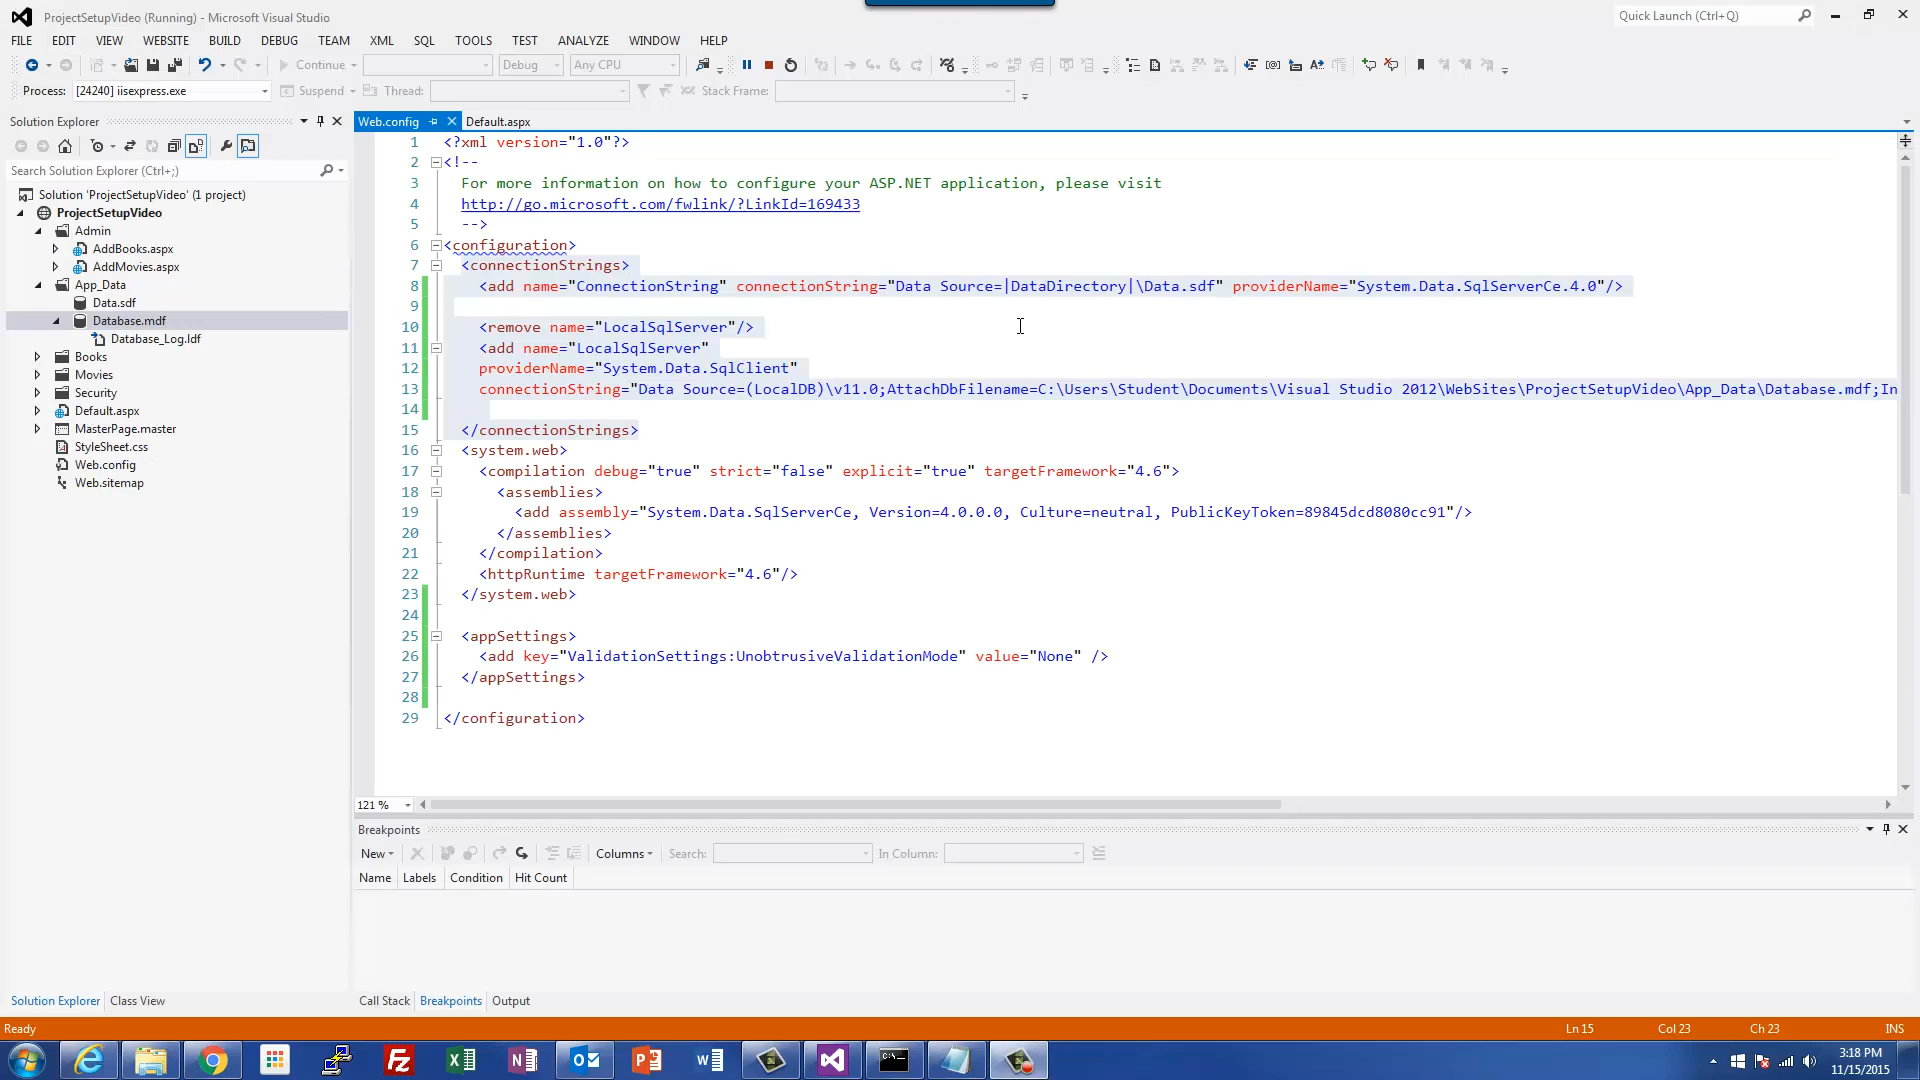 ProjectSetupVideo (Running) - Microsoft Visual Studio
Quick Launch (Ctrl+Q)
FILE EDIT VIEW WEBSITE BUILD DEBUG TEAM XML SQL TOOLS TEST ANALYZE WINDOW HELP
Continue Debug Any CPU
Process: [24240] iisexpress.exe Suspend Thread: Stack Frame:
Solution Explorer
Search Solution Explorer (Ctrl+;)
Solution 'ProjectSetupVideo' (1 project)
ProjectSetupVideo
Admin
AddBooks.aspx
AddMovies.aspx
App_Data
Data.sdf
Database.mdf
Database_Log.ldf
Books
Movies
Security
Default.aspx
MasterPage.master
StyleSheet.css
Web.config
Web.sitemap
Solution Explorer Class View
Web.config Default.aspx
1 <?xml version="1.0"?>
2 <!--
3 For more information on how to configure your ASP.NET application, please visit
4 http://go.microsoft.com/fwlink/?LinkId=169433
5 -->
6 <configuration>
7 <connectionStrings>
8 <add name="ConnectionString" connectionString="Data Source=|DataDirectory|\Data.sdf" providerName="System.Data.SqlServerCe.4.0"/>
9
10 <remove name="LocalSqlServer"/>
11 <add name="LocalSqlServer"
12 providerName="System.Data.SqlClient"
13 connectionString="Data Source=(LocalDB)\v11.0;AttachDbFilename=C:\Users\Student\Documents\Visual Studio 2012\WebSites\ProjectSetupVideo\App_Data\Database.mdf;In
14
15 </connectionStrings>
16 <system.web>
17 <compilation debug="true" strict="false" explicit="true" targetFramework="4.6">
18 <assemblies>
19 <add assembly="System.Data.SqlServerCe, Version=4.0.0.0, Culture=neutral, PublicKeyToken=89845dcd8080cc91"/>
20 </assemblies>
21 </compilation>
22 <httpRuntime targetFramework="4.6"/>
23 </system.web>
24
25 <appSettings>
26 <add key="ValidationSettings:UnobtrusiveValidationMode" value="None" />
27 </appSettings>
28
29 </configuration>
121 %
Breakpoints
New Columns Search: In Column:
Name Labels Condition Hit Count
Call Stack Breakpoints Output
Ready Ln 15 Col 23 Ch 23 INS
3:18 PM
11/15/2015